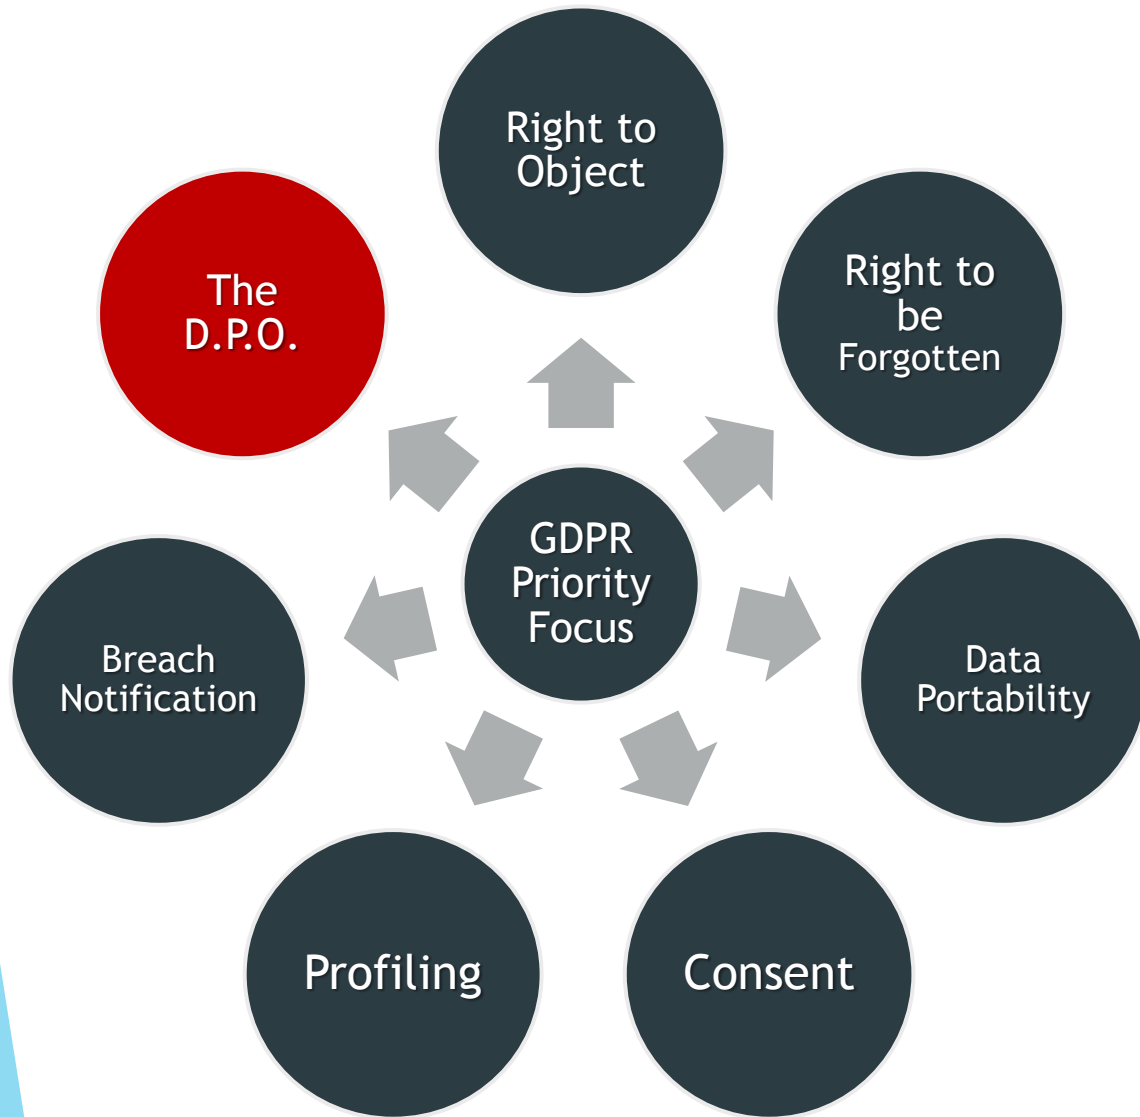 Right to
Object
Right to
be
Forgotten
The
D.P.O.
GDPR
Priority
Focus
Data
Portability
Breach
Notification
Consent
Profiling